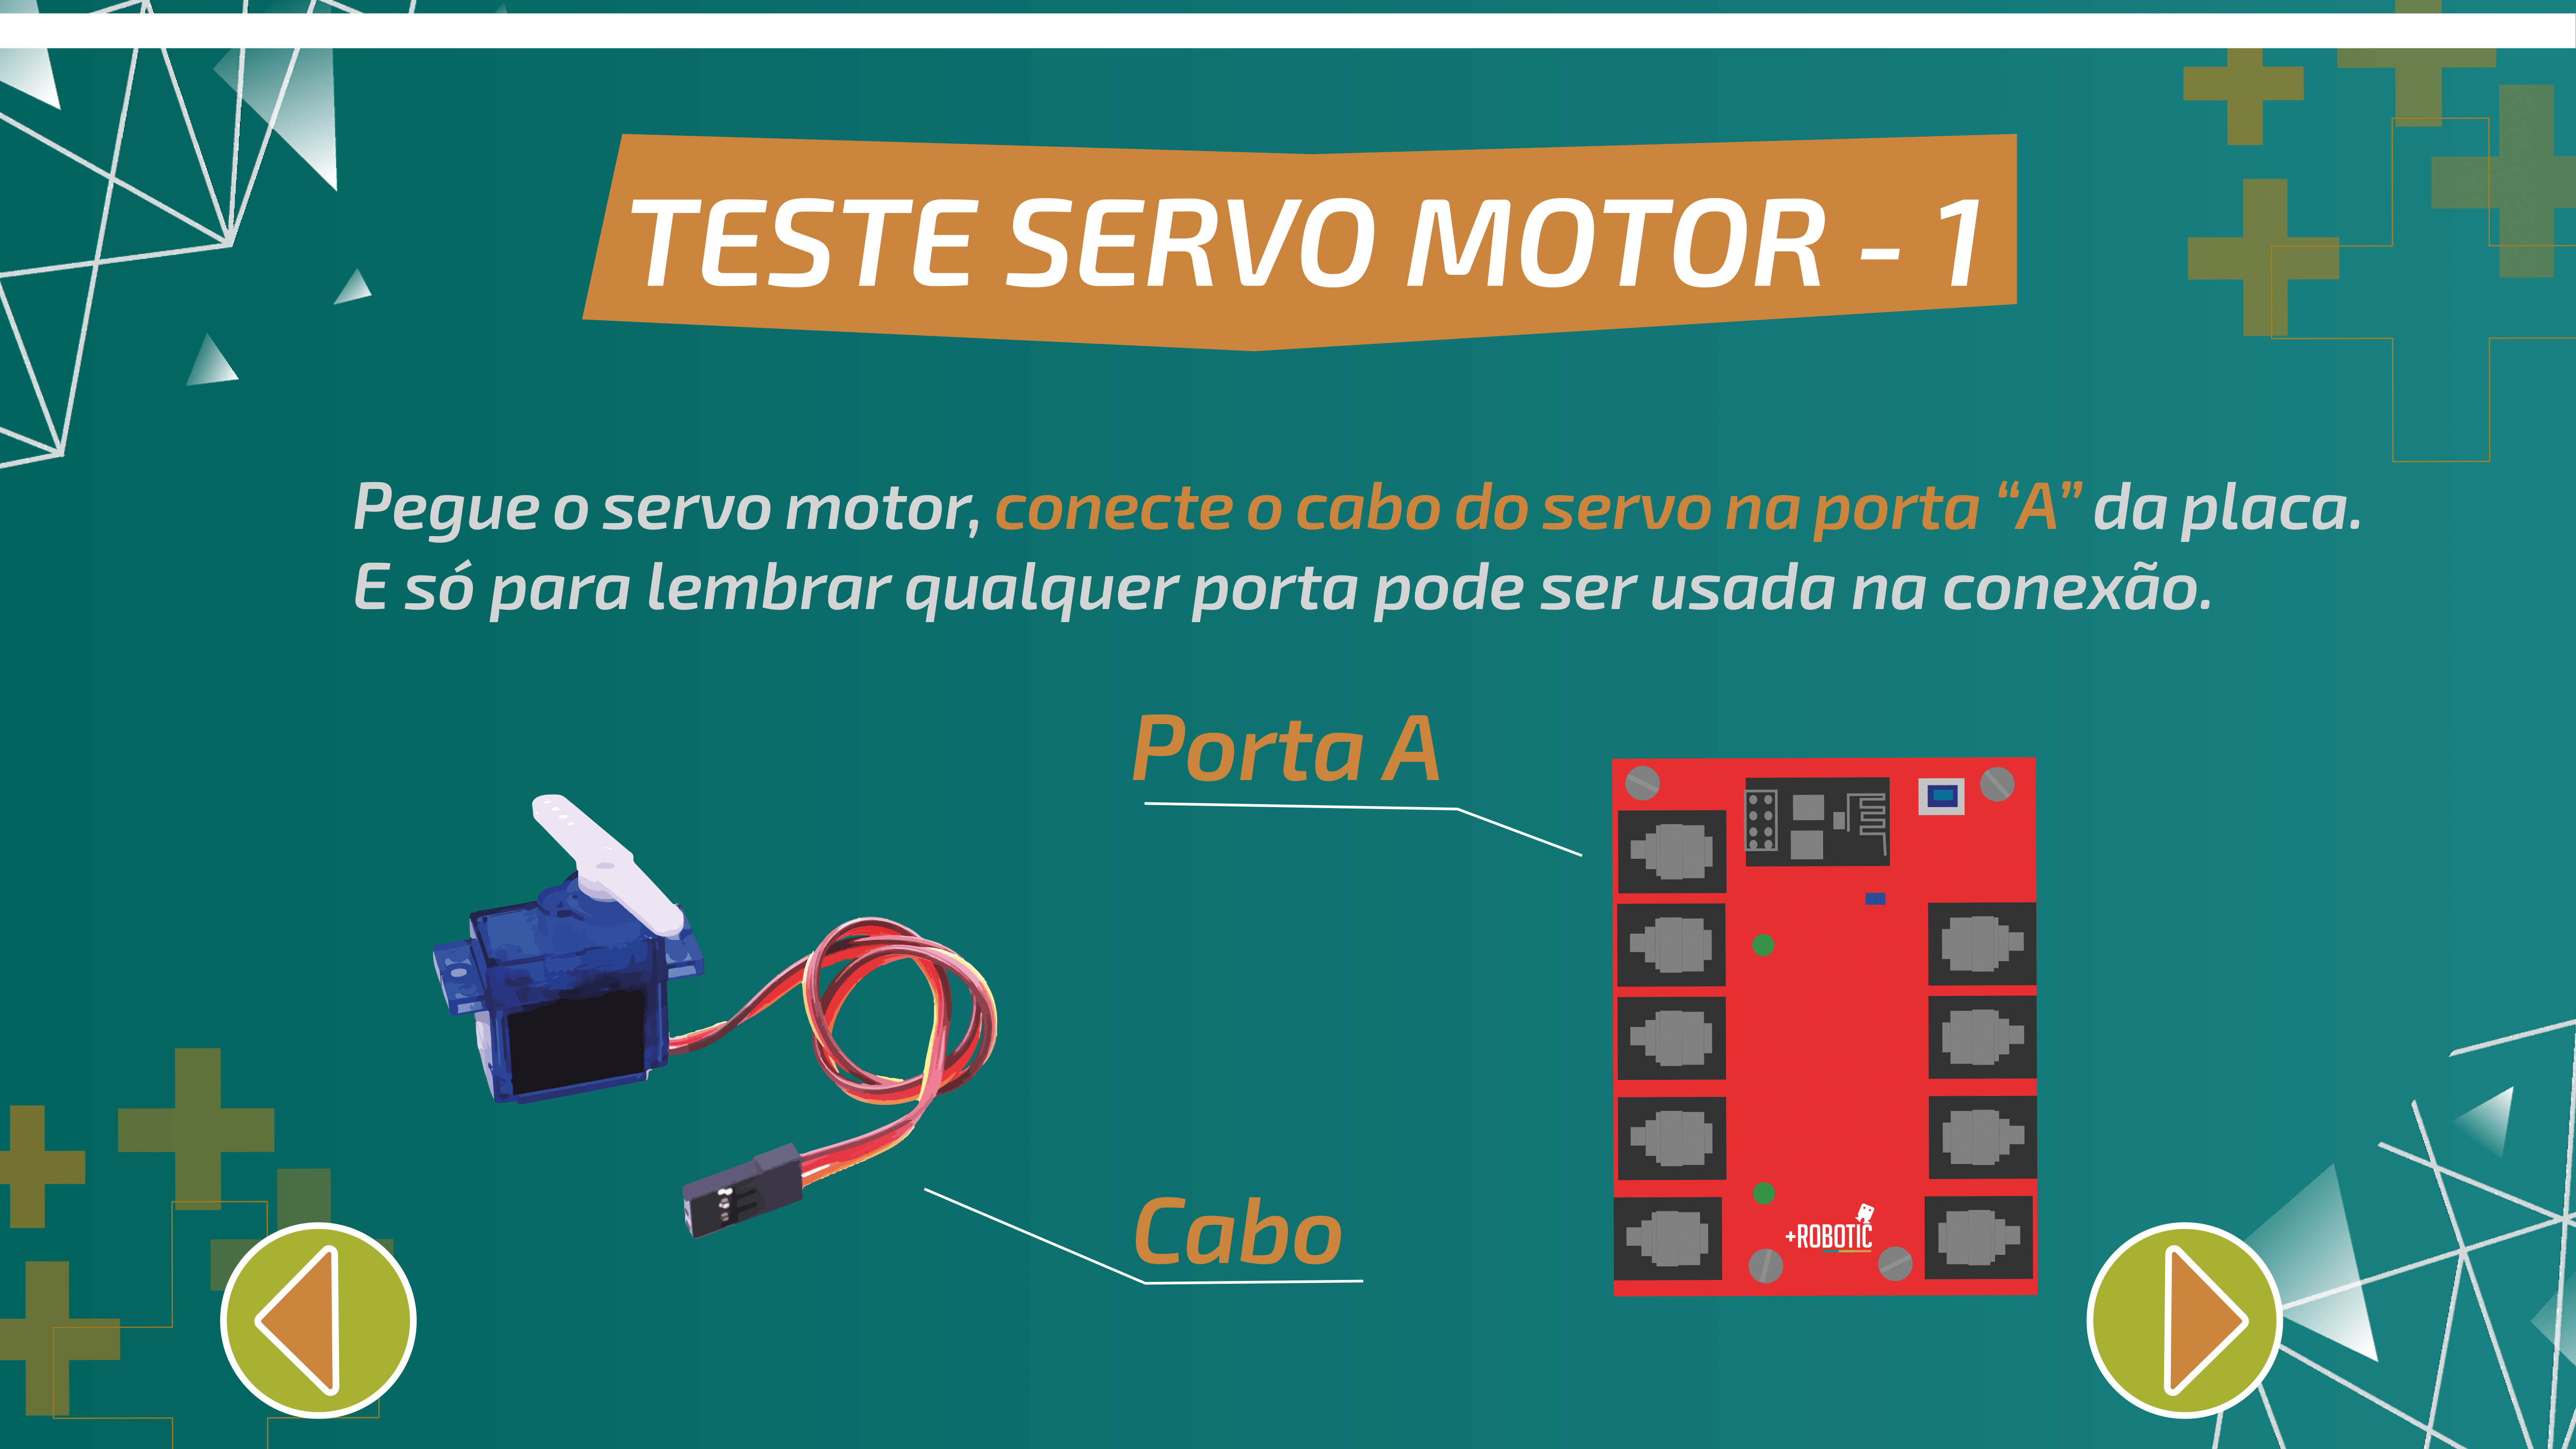 TESTE SERVO MOTOR - 1
Pegue o servo motor, conecte o cabo do servo na porta “A” da placa.
E só para lembrar qualquer porta pode ser usada na conexão.
Porta A
Cabo
+ROBOTIC